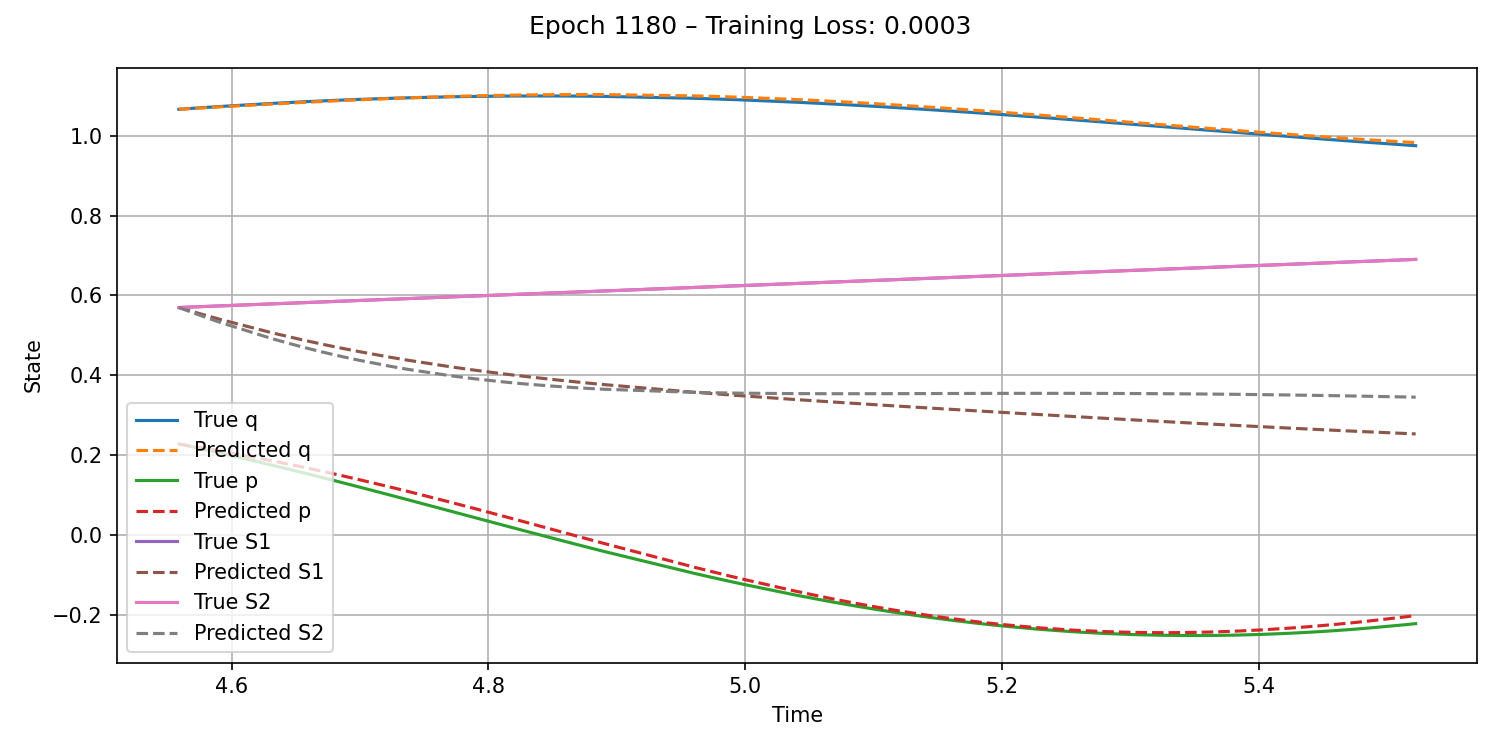 Epoch 1180 – Training Loss: 0.0003
1.0
0.8
0.6
0.4
0.2
0.0
−0.2
State
True q
Predicted q
True p
Predicted p
True S1
Predicted S1
True S2
Predicted S2
4.6 4.8 5.0 5.2 5.4
Time